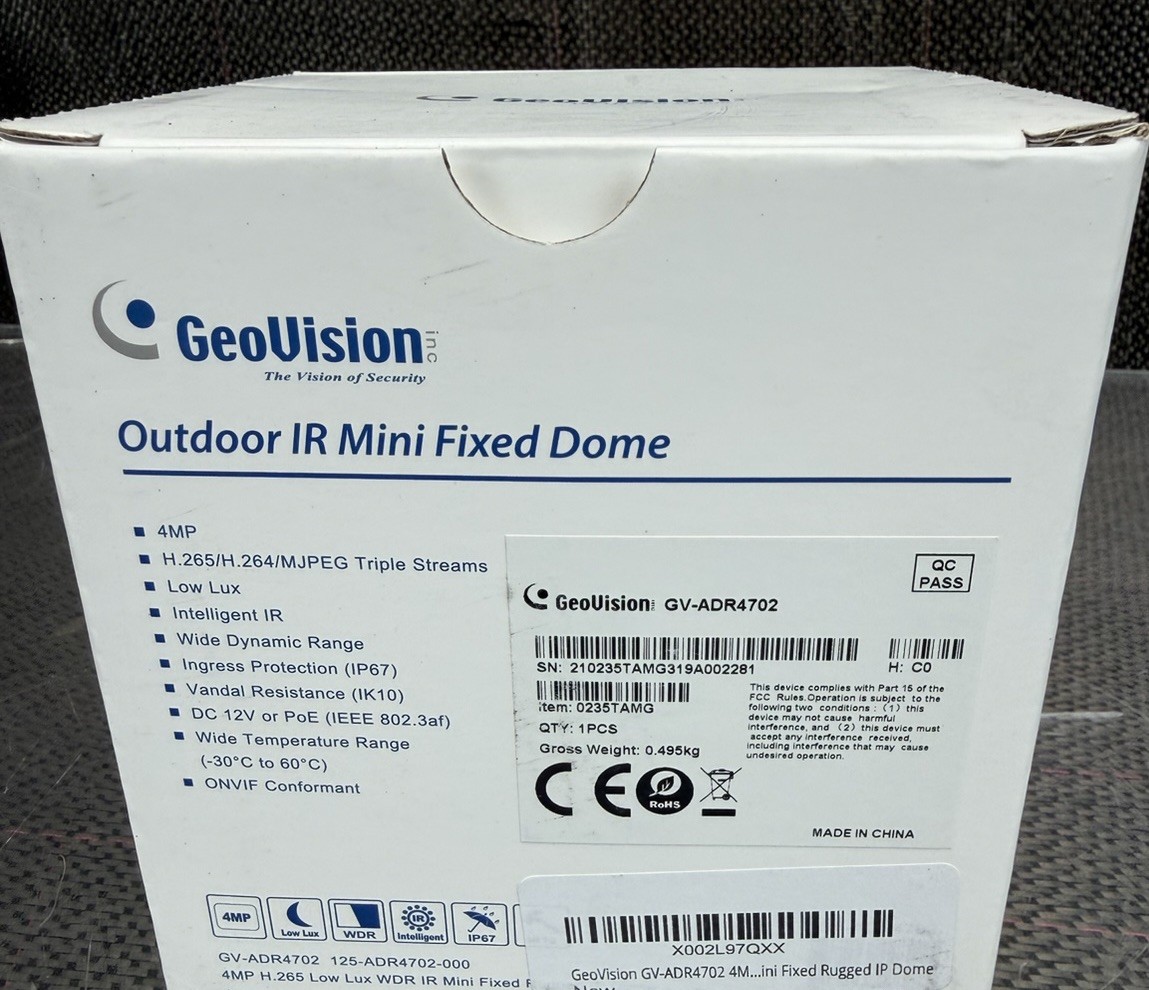 GeoVision
GeoVision inc
The Vision of Security
Outdoor IR Mini Fixed Dome
4MP
H.265/H.264/MJPEG Triple Streams
Low Lux
Intelligent IR
Wide Dynamic Range
Ingress Protection (IP67)
Vandal Resistance (IK10)
DC 12V or PoE (IEEE 802.3af)
Wide Temperature Range
(-30°C to 60°C)
ONVIF Conformant
QC
PASS
GeoVision inc GV-ADR4702
SN: 210235TAMG319A002281
H: C0
item: 0235TAMG
QTY: 1PCS
Gross Weight: 0.495kg
This device complies with Part 15 of the
FCC Rules.Operation is subject to the
following two conditions : (1) this
device may not cause harmful
interference, and (2) this device must
accept any interference received,
including interference that may cause
undesired operation.
CE
RoHS
MADE IN CHINA
4MP
Low Lux
WDR
IR
Intelligent
IP67
GV-ADR4702 125-ADR4702-000
4MP H.265 Low Lux WDR IR Mini Fixed
X002L97QXX
GeoVision GV-ADR4702 4M...ini Fixed Rugged IP Dome
New